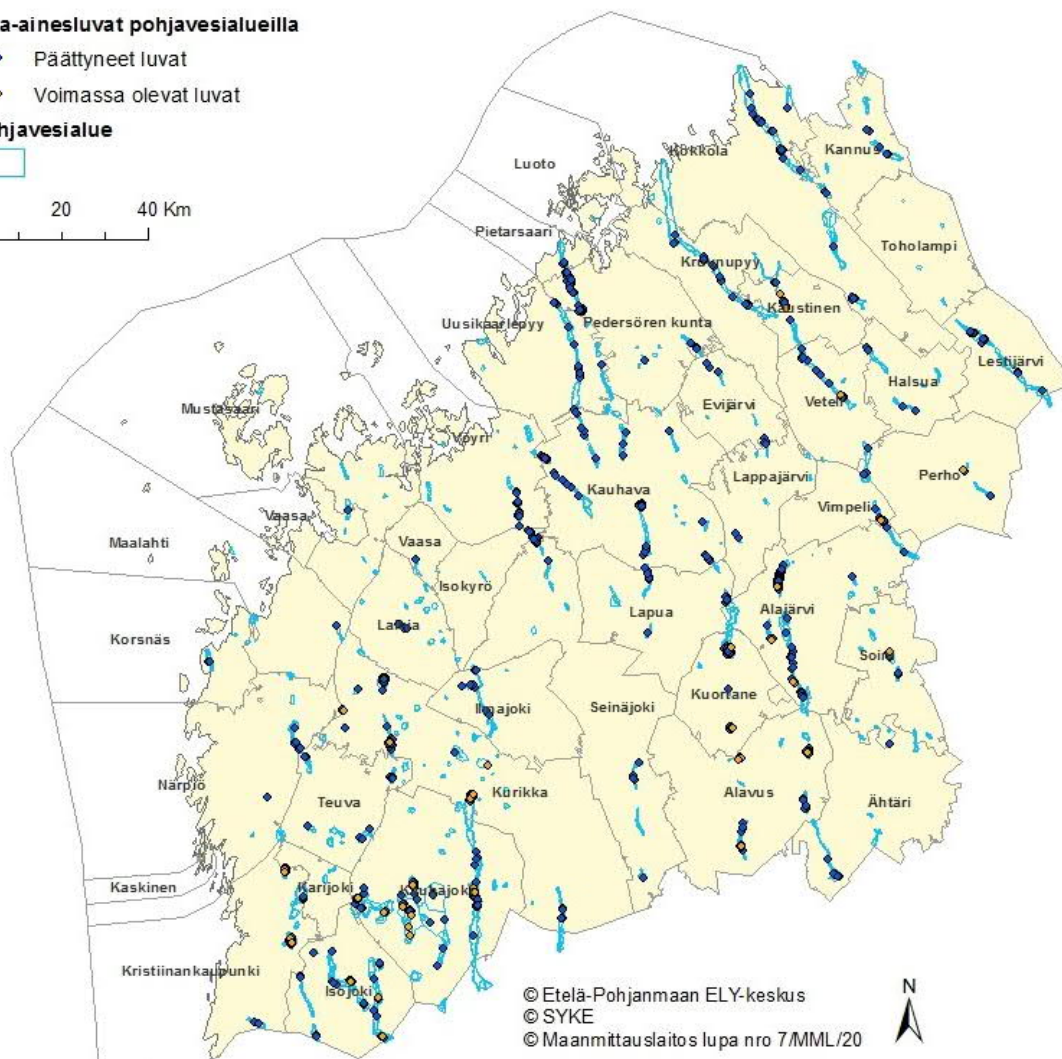 a-ainesluvat pohjavesialueilla
Päättyneet luvat
Voimassa olevat luvat
hjavesialue
20 40 Km
Kokkola
Kannus
Luoto
Pietarsaari
Toholampi
Kruunupyy
Kaustinen
Uusikaarlepyy
Pedersören kunta
Lestijärvi
Halsua
Veteli
Evijärvi
Mustasaari
Vöyri
Lappajärvi
Perho
Kauhava
Vimpeli
Vaasa
Maalahti
Vaasa
Isokyrö
Lapua
Alajärvi
Korsnäs
Laihia
Soini
Kuortane
Seinäjoki
Ilmajoki
Närpiö
Kurikka
Alavus
Teuva
Ähtäri
Kaskinen
Karijoki
Kauhajoki
Kristiinankaupunki
Isojoki
© Etelä-Pohjanmaan ELY-keskus
© SYKE
© Maanmittauslaitos lupa nro 7/MML/20
N